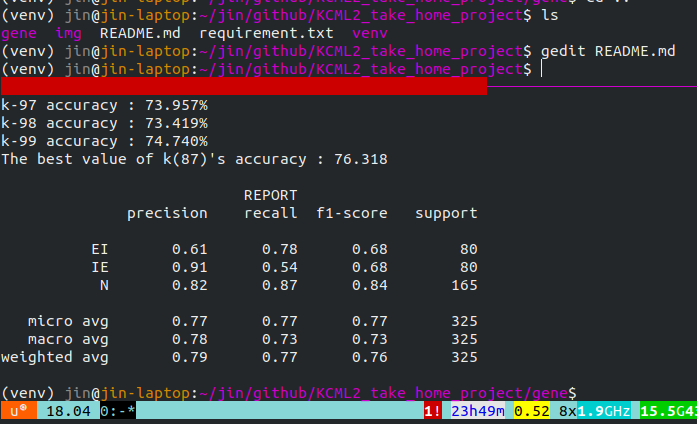 (venv) jin@jin-laptop:~/jin/github/KCML2_take_home_project/gene$ cd ..
(venv) jin@jin-laptop:~/jin/github/KCML2_take_home_project$ ls
gene img README.md requirement.txt venv
(venv) jin@jin-laptop:~/jin/github/KCML2_take_home_project$ gedit README.md
(venv) jin@jin-laptop:~/jin/github/KCML2_take_home_project$
k-97 accuracy : 73.957%
k-98 accuracy : 73.419%
k-99 accuracy : 74.740%
The best value of k(87)'s accuracy : 76.318
REPORT
precision recall f1-score support
EI 0.61 0.78 0.68 80
IE 0.91 0.54 0.68 80
N 0.82 0.87 0.84 165
micro avg 0.77 0.77 0.77 325
macro avg 0.78 0.73 0.73 325
weighted avg 0.79 0.77 0.76 325
(venv) jin@jin-laptop:~/jin/github/KCML2_take_home_project/gene$
u® 18.04 0:-* 1! 23h49m 0.52 8x1.9GHz 15.5G4